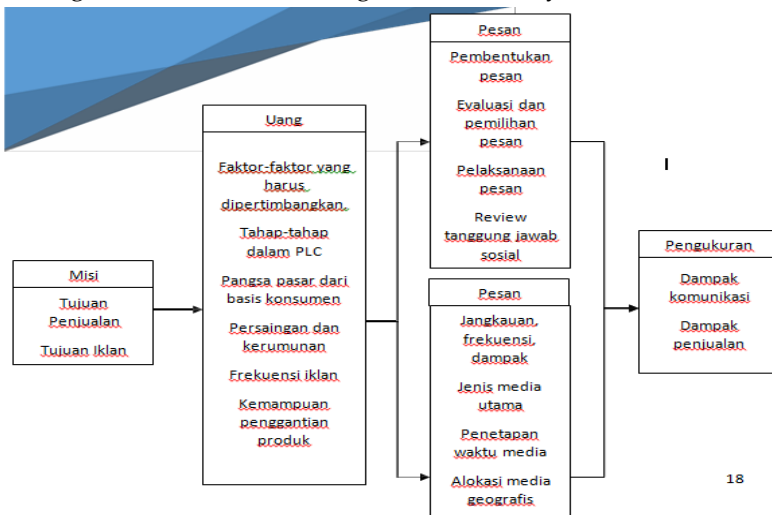 Misi
Tujuan
Penjualan
Tujuan Iklan
Uang
Faktor-faktor yang
harus
dipertimbangkan.
Tahap-tahap
dalam PLC
Pangsa pasar dari
basis konsumen
Persaingan dan
kerumunan
Frekuensi iklan
Kemampuan
penggantian
produk
Pesan
Pembentukan
pesan
Evaluasi dan
pemilihan
pesan
Pelaksanaan
pesan
Review
tanggung jawab
sosial
Pesan
Jangkauan,
frekuensi,
dampak
Jenis media
utama
Penetapan
waktu media
Alokasi media
geografis
Pengukuran
Dampak
komunikasi
Dampak
penjualan
18